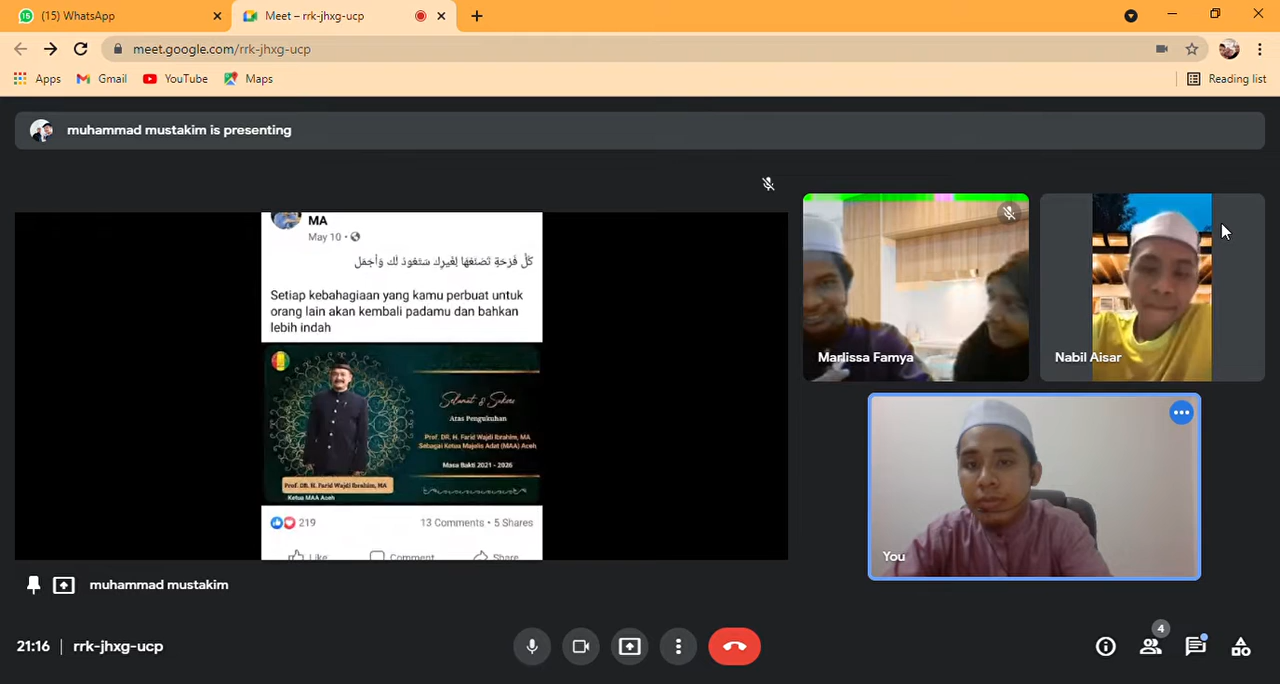 (15) WhatsApp
Meet – rrk-jhxg-ucp
meet.google.com/rrk-jhxg-ucp
Apps
Gmail
YouTube
Maps
Reading list
muhammad mustakim is presenting
MA
May 10 ·
كُلُّ فَرْحَةٍ تَصْنَعُهَا لِغَيْرِكَ سَتَعُودُ لَكَ وَأَجْمَل
Setiap kebahagiaan yang kamu perbuat untuk
orang lain akan kembali padamu dan bahkan
lebih indah
Selamat & Sukses
Atas Pengukuhan
Prof. DR. H. Farid Wajdi Ibrahim, MA
Sebagai Ketua Majelis Adat (MAA) Aceh
Masa Bakti 2021 - 2026
Prof. DR. H. Farid Wajdi Ibrahim, MA
Ketua MAA Aceh
219
13 Comments • 5 Shares
Like
Comment
Share
muhammad mustakim
Marlissa Famya
Nabil Aisar
You
21:16 | rrk-jhxg-ucp
4